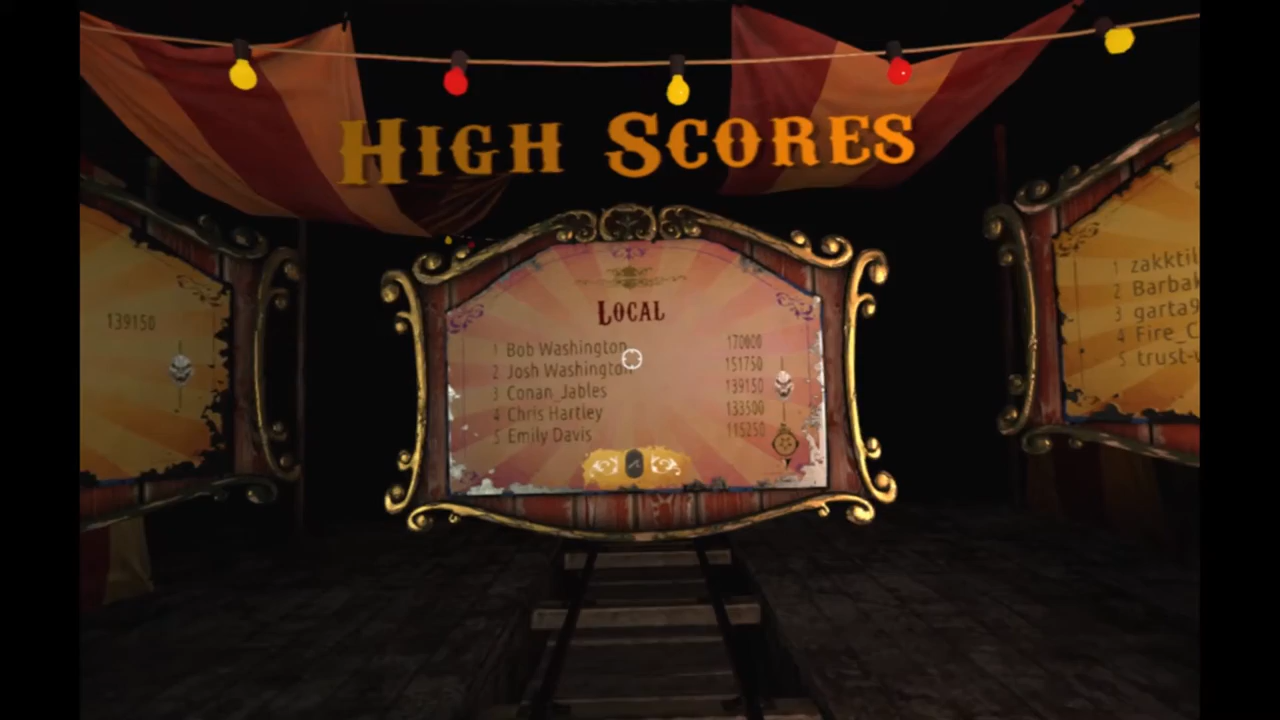 HIGH SCORES
139150
LOCAL
1 Bob Washington 170800
2 Josh Washington 151750
3 Conan_Jables 139150
4 Chris Hartley 133500
5 Emily Davis 115250
1 zakktil
2 Barbak
3 garta9
4 Fire_C
5 trust-